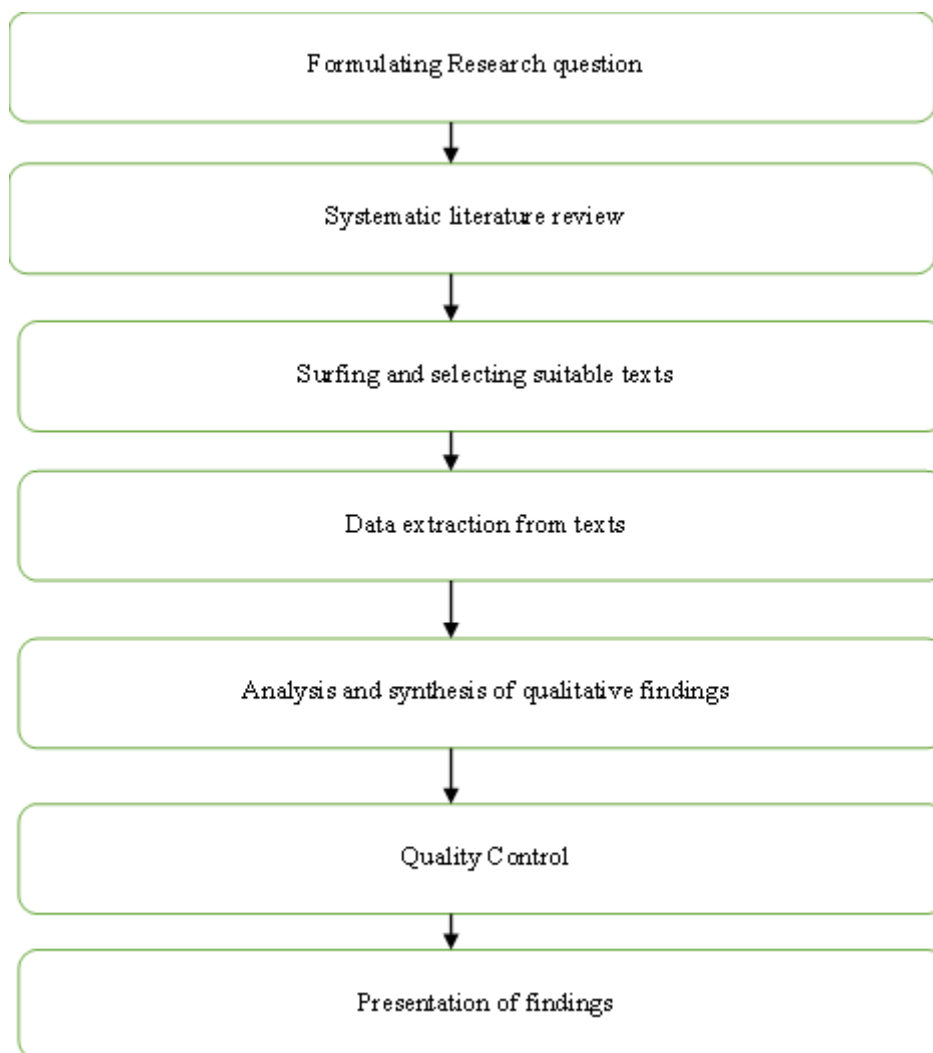 Formulating Research question
Systematic literature review
Surfing and selecting suitable texts
Data extraction from texts
Analysis and synthesis of qualitative findings
Quality Control
Presentation of findings